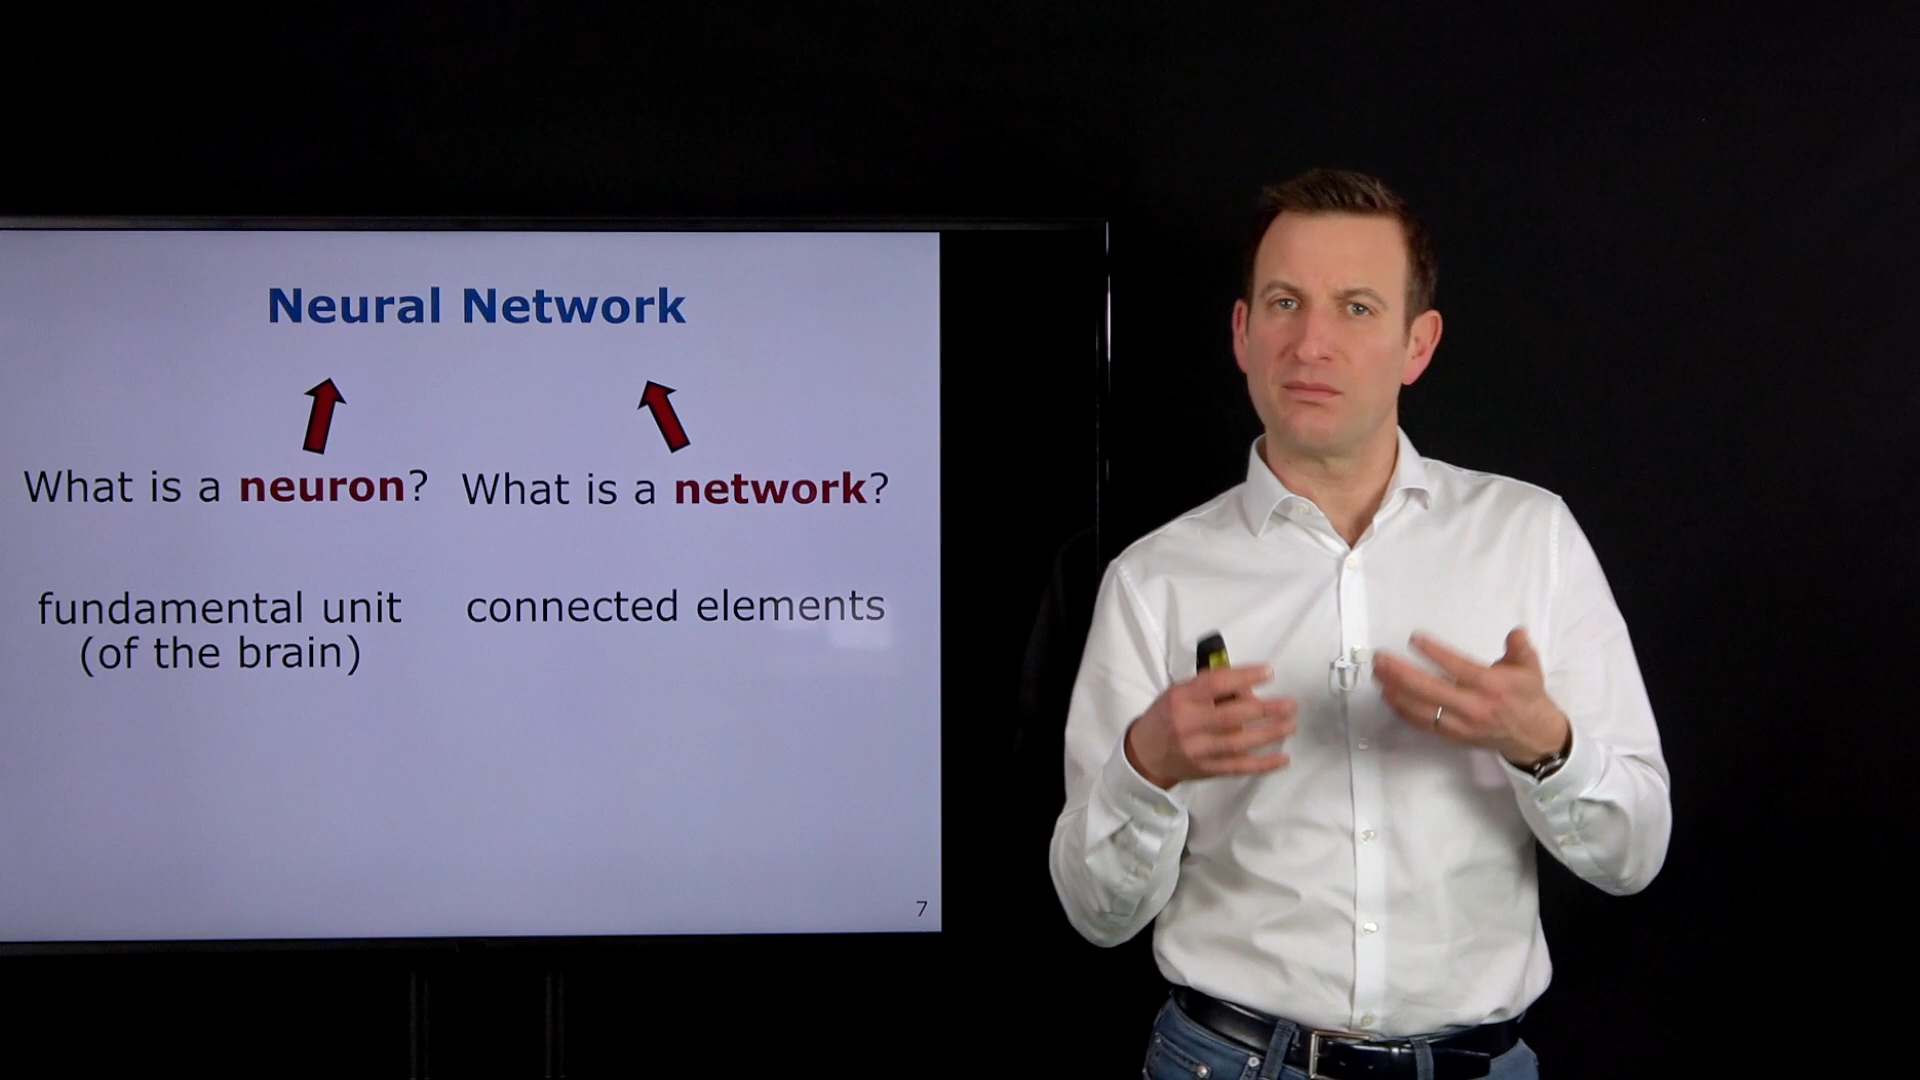 Neural Network
What is a neuron? What is a network?
fundamental unit connected elements
(of the brain)
7